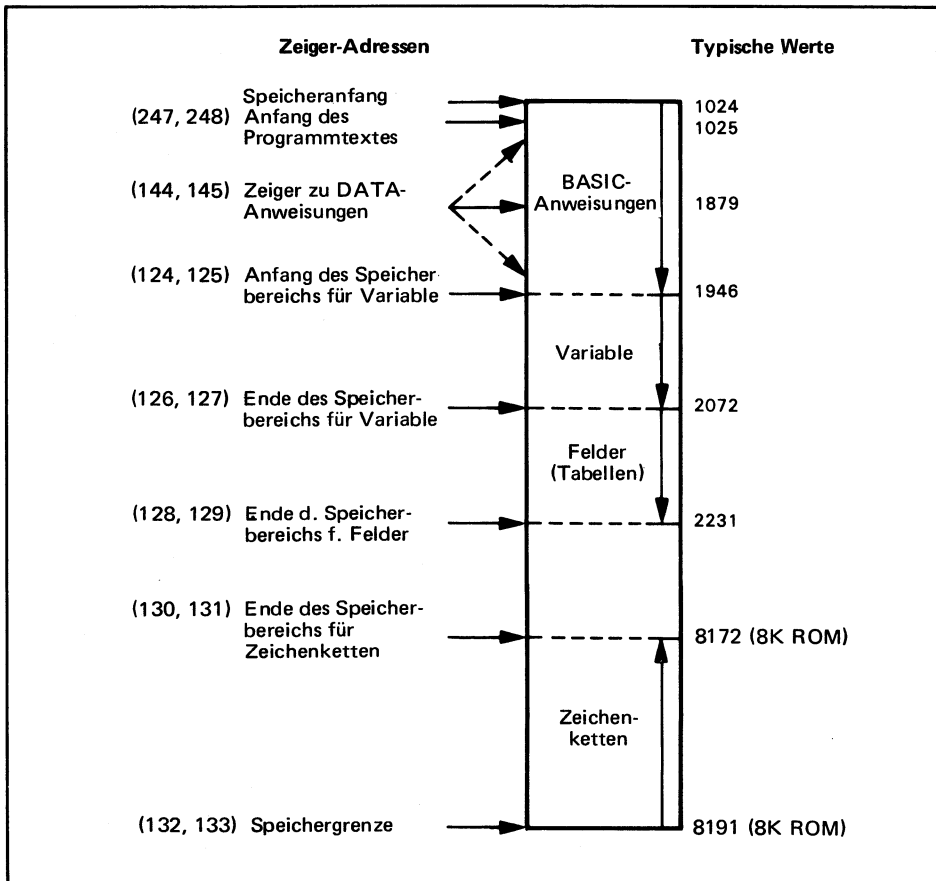 Zeiger-Adressen
Typische Werte
Speicheranfang
1024
(247, 248) Anfang des
Programmtextes
1025
(144, 145) Zeiger zu DATA-
Anweisungen
BASIC-
Anweisungen
1879
(124, 125) Anfang des Speicher
bereichs für Variable
1946
Variable
(126, 127) Ende des Speicher-
bereichs für Variable
2072
Felder
(Tabellen)
(128, 129) Ende d. Speicher-
bereichs f. Felder
2231
(130, 131) Ende des Speicher-
bereichs für
Zeichenketten
8172 (8K ROM)
Zeichen-
ketten
(132, 133) Speichergrenze
8191 (8K ROM)